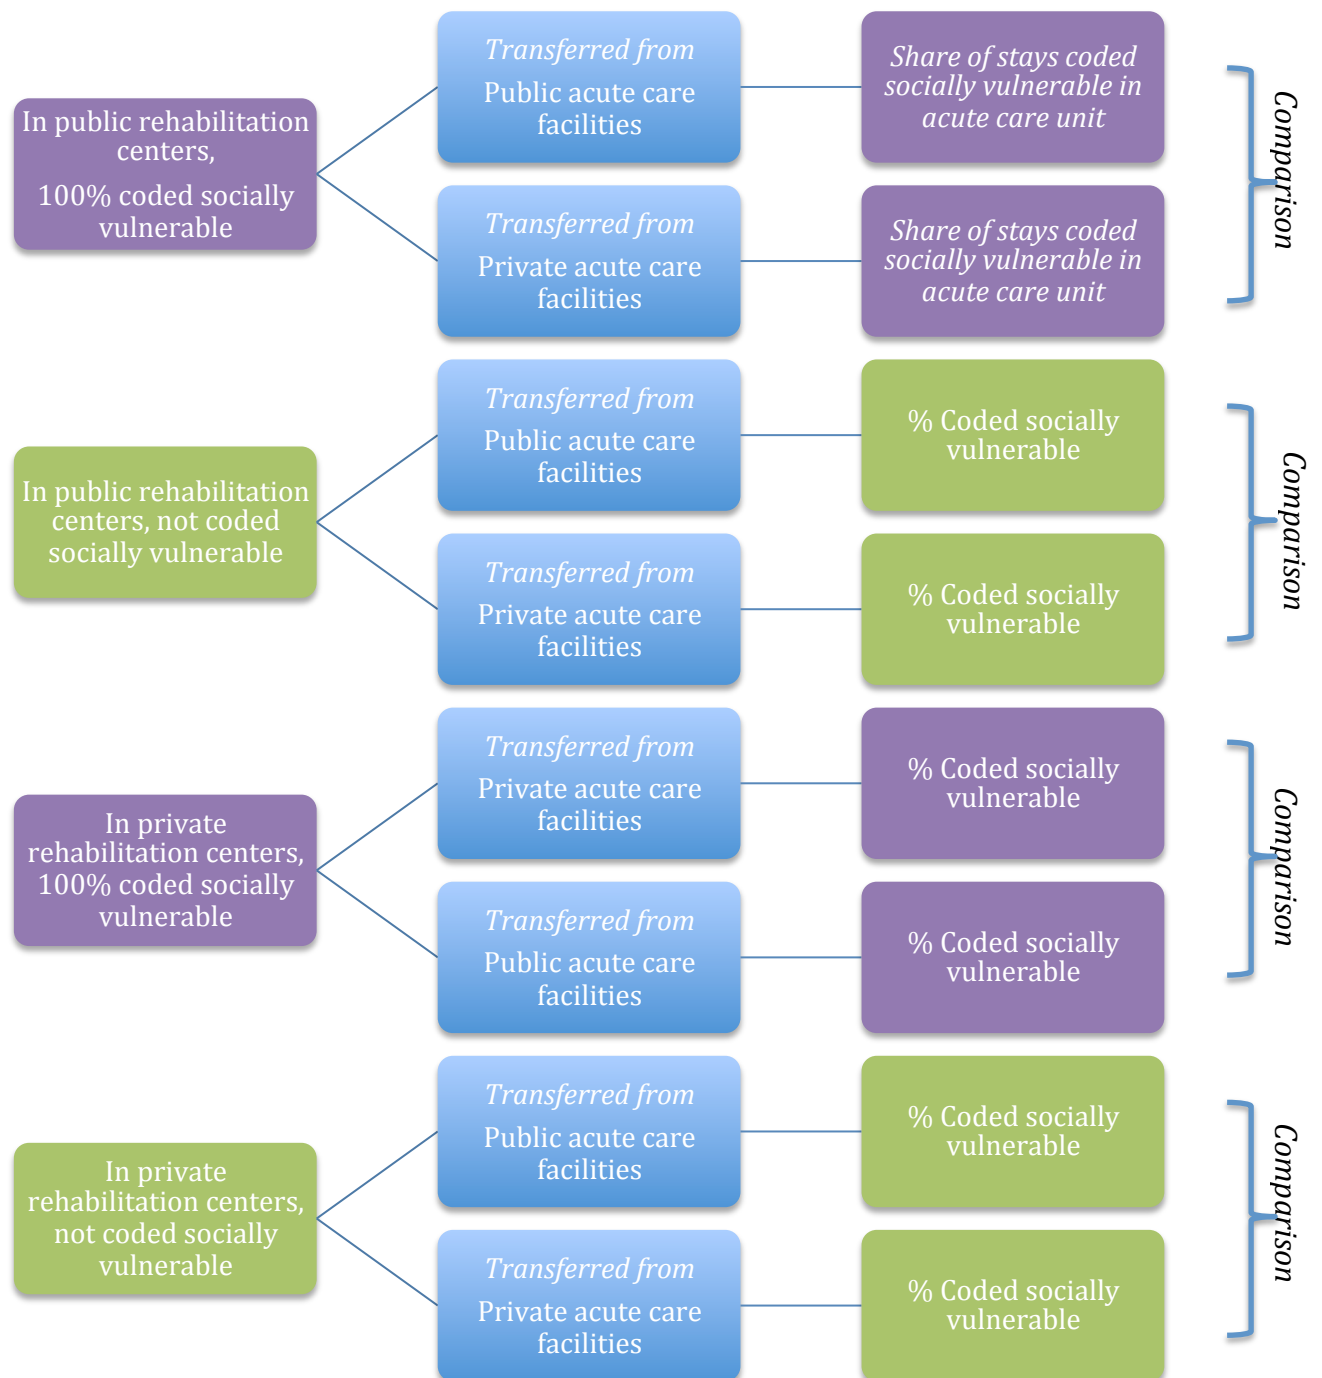 In public rehabilitation
centers,
100% coded socially
vulnerable
Transferred from
Public acute care
facilities
Share of stays coded
socially vulnerable in
acute care unit
Transferred from
Private acute care
facilities
Share of stays coded
socially vulnerable in
acute care unit
Comparison
In public rehabilitation
centers, not coded
socially vulnerable
Transferred from
Public acute care
facilities
% Coded socially
vulnerable
Transferred from
Private acute care
facilities
% Coded socially
vulnerable
Comparison
In private
rehabilitation centers,
100% coded socially
vulnerable
Transferred from
Private acute care
facilities
% Coded socially
vulnerable
Transferred from
Public acute care
facilities
% Coded socially
vulnerable
Comparison
In private
rehabilitation centers,
not coded socially
vulnerable
Transferred from
Public acute care
facilities
% Coded socially
vulnerable
Transferred from
Private acute care
facilities
% Coded socially
vulnerable
Comparison